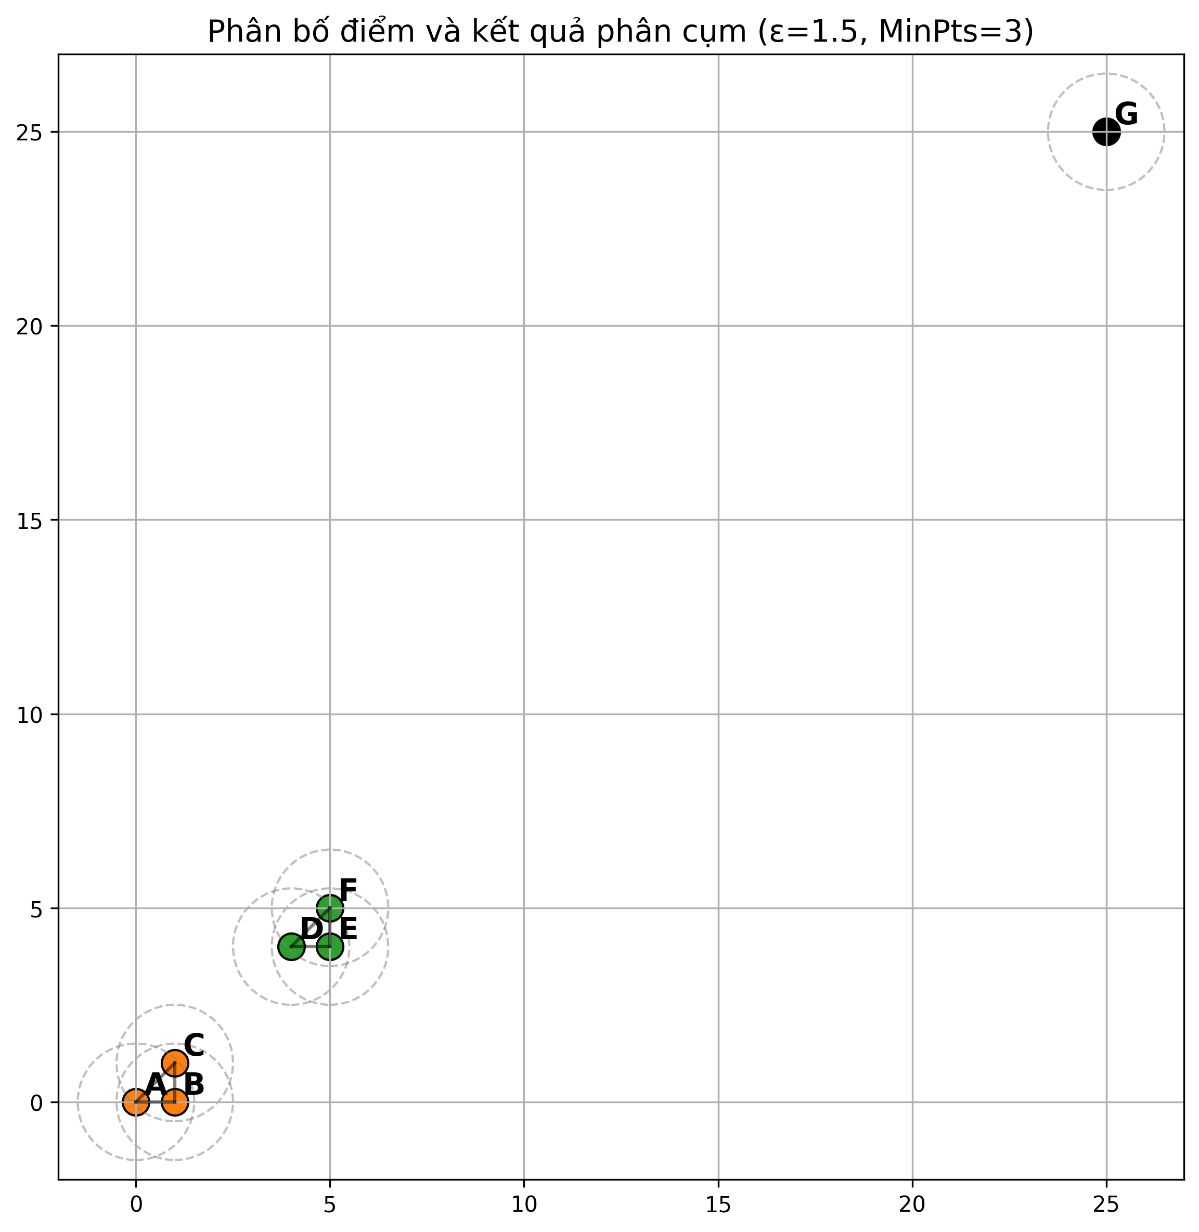 Phân bố điểm và kết quả phân cụm (ε=1.5, MinPts=3)
25
G
20
15
10
5
F
D E
C
A B
0
0 5 10 15 20 25